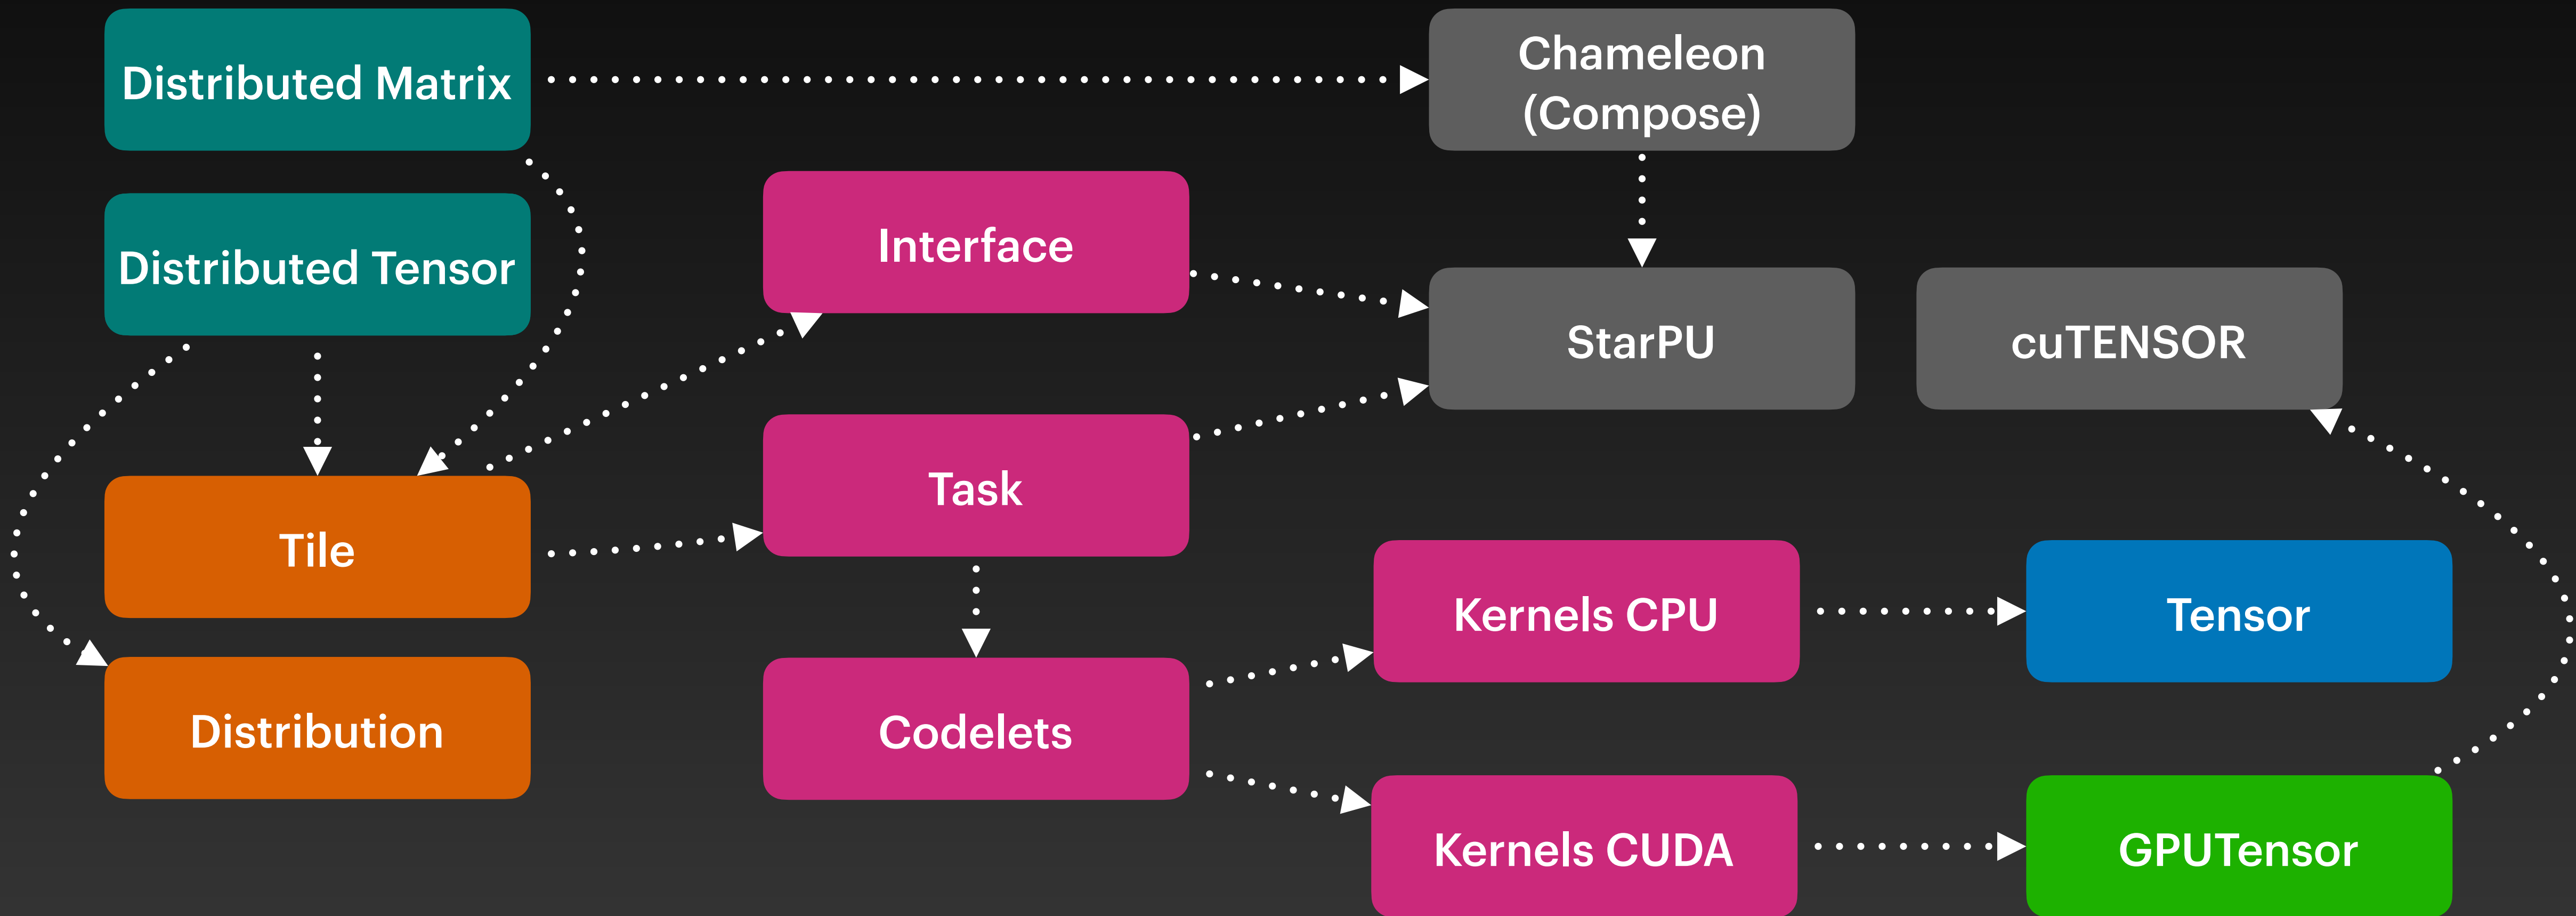 Distributed Matrix
Chameleon
(Compose)
Distributed Tensor
Interface
StarPU
cuTENSOR
Task
Tile
Kernels CPU
Tensor
Distribution
Codelets
Kernels CUDA
GPUTensor